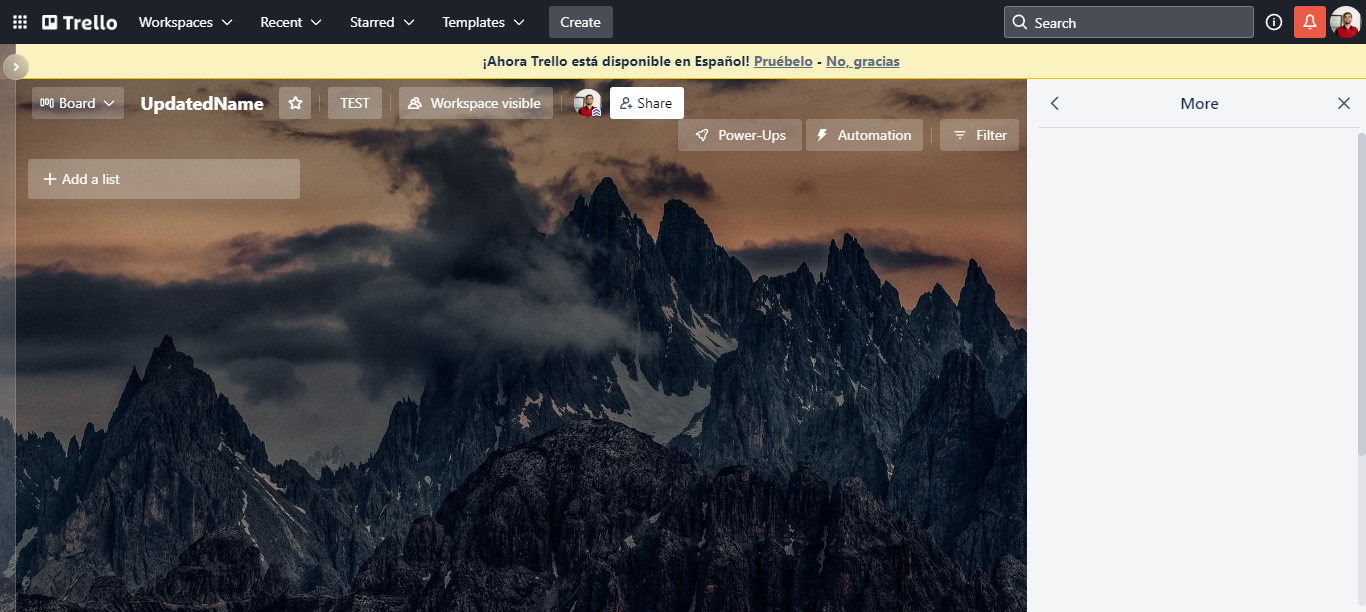 Trello Workspaces Recent Starred Templates Create Search
¡Ahora Trello está disponible en Español! Pruébelo - No, gracias
Board UpdatedName TEST Workspace visible Share
More
Power-Ups Automation Filter
+ Add a list